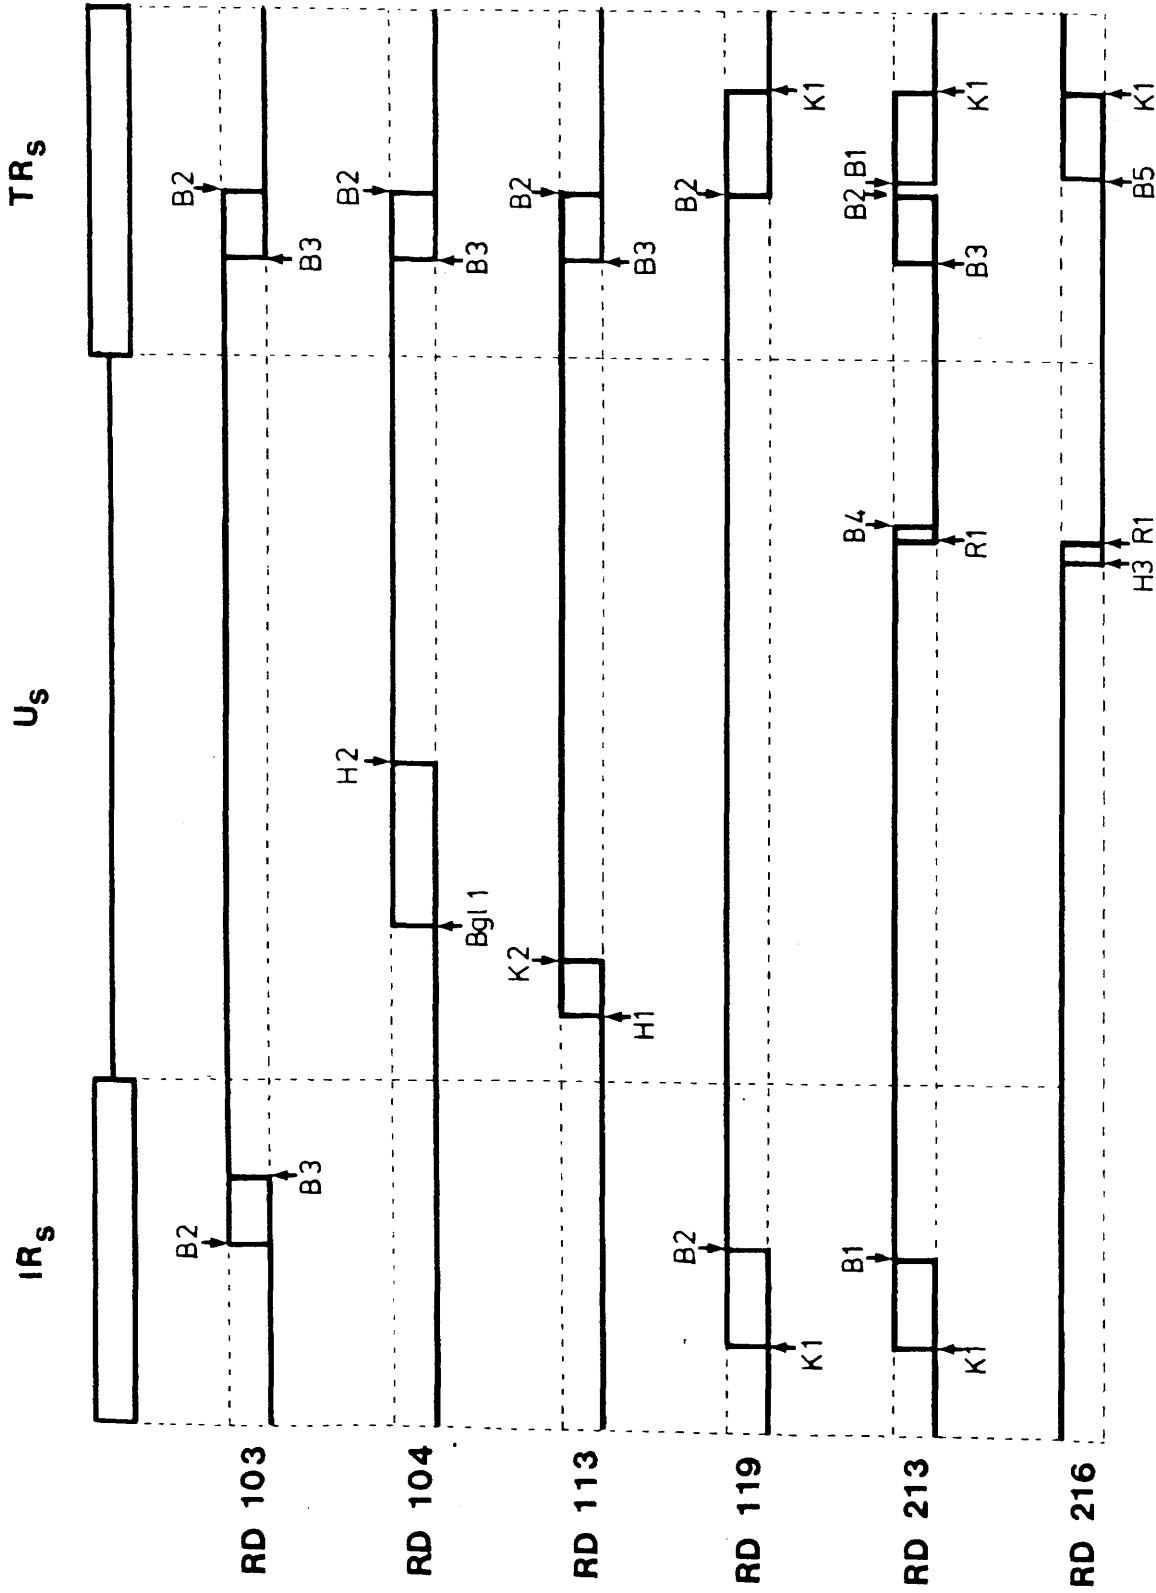 IRs Us TRs
B2 B2
RD 103
B3 B3
H2 B2
RD 104
Bgl 1 B3
K2 B2
RD 113
H1 B3
B2 B2
RD 119
K1 K1
B1 B4 B2 B1
RD 213
K1 R1 B3 K1
RD 216
H3 R1 B5 K1